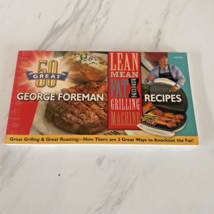 50
GREAT
GEORGE FOREMAN
LEAN
MEAN
FAT
GRILLING
MACHINE
RECIPES
Great Grilling & Great Roasting—Now There are 2 Great Ways to Knockout the Fat!